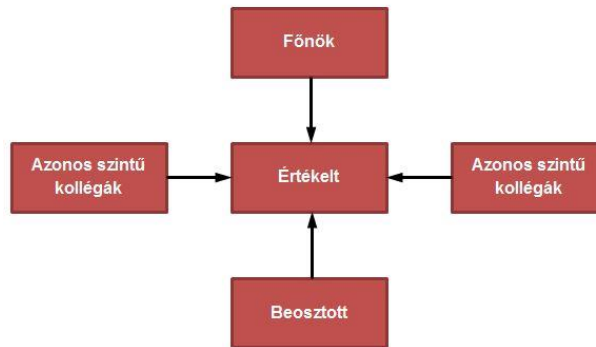 Főnök
Azonos szintű
kollégák
Értékelt
Azonos szintű
kollégák
Beosztott